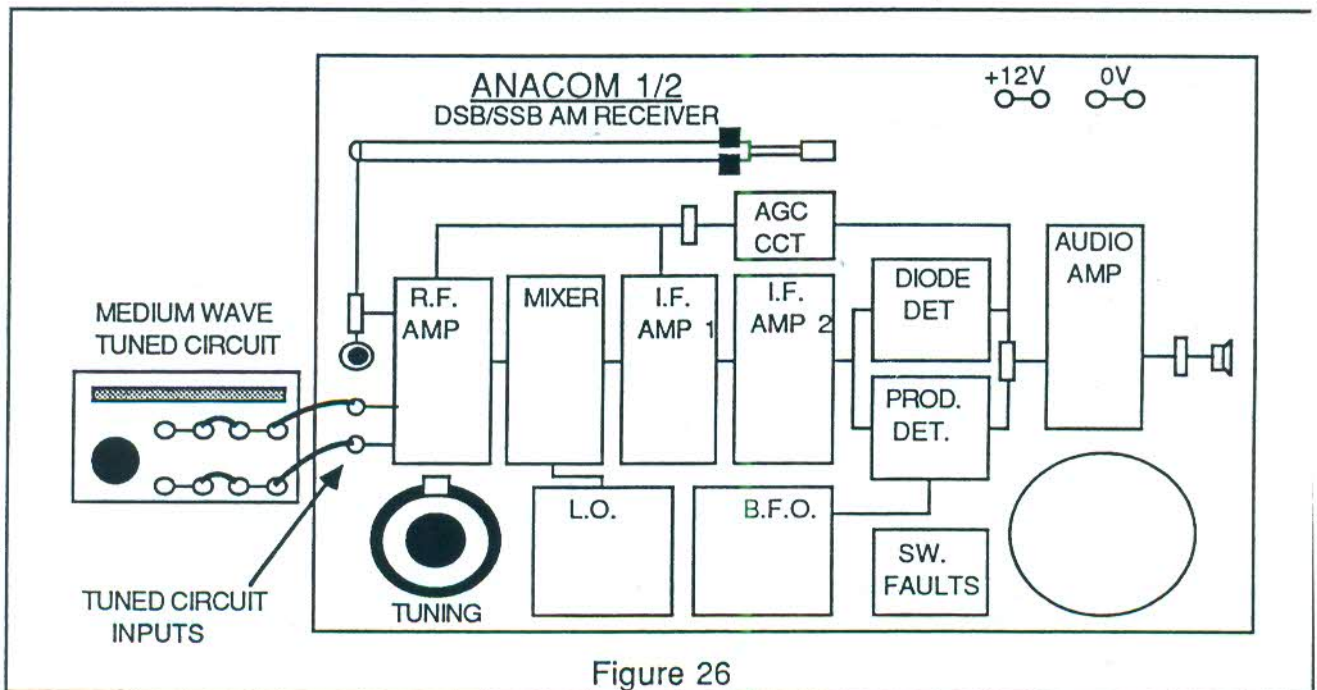 ANACOM 1/2
DSB/SSB AM RECEIVER
+12V
0V
AGC
CCT
AUDIO
AMP
MEDIUM WAVE
TUNED CIRCUIT
R.F.
AMP
MIXER
I.F.
AMP 1
I.F.
AMP 2
DIODE
DET
PROD.
DET.
L.O.
B.F.O.
SW.
FAULTS
TUNING
TUNED CIRCUIT
INPUTS
Figure 26